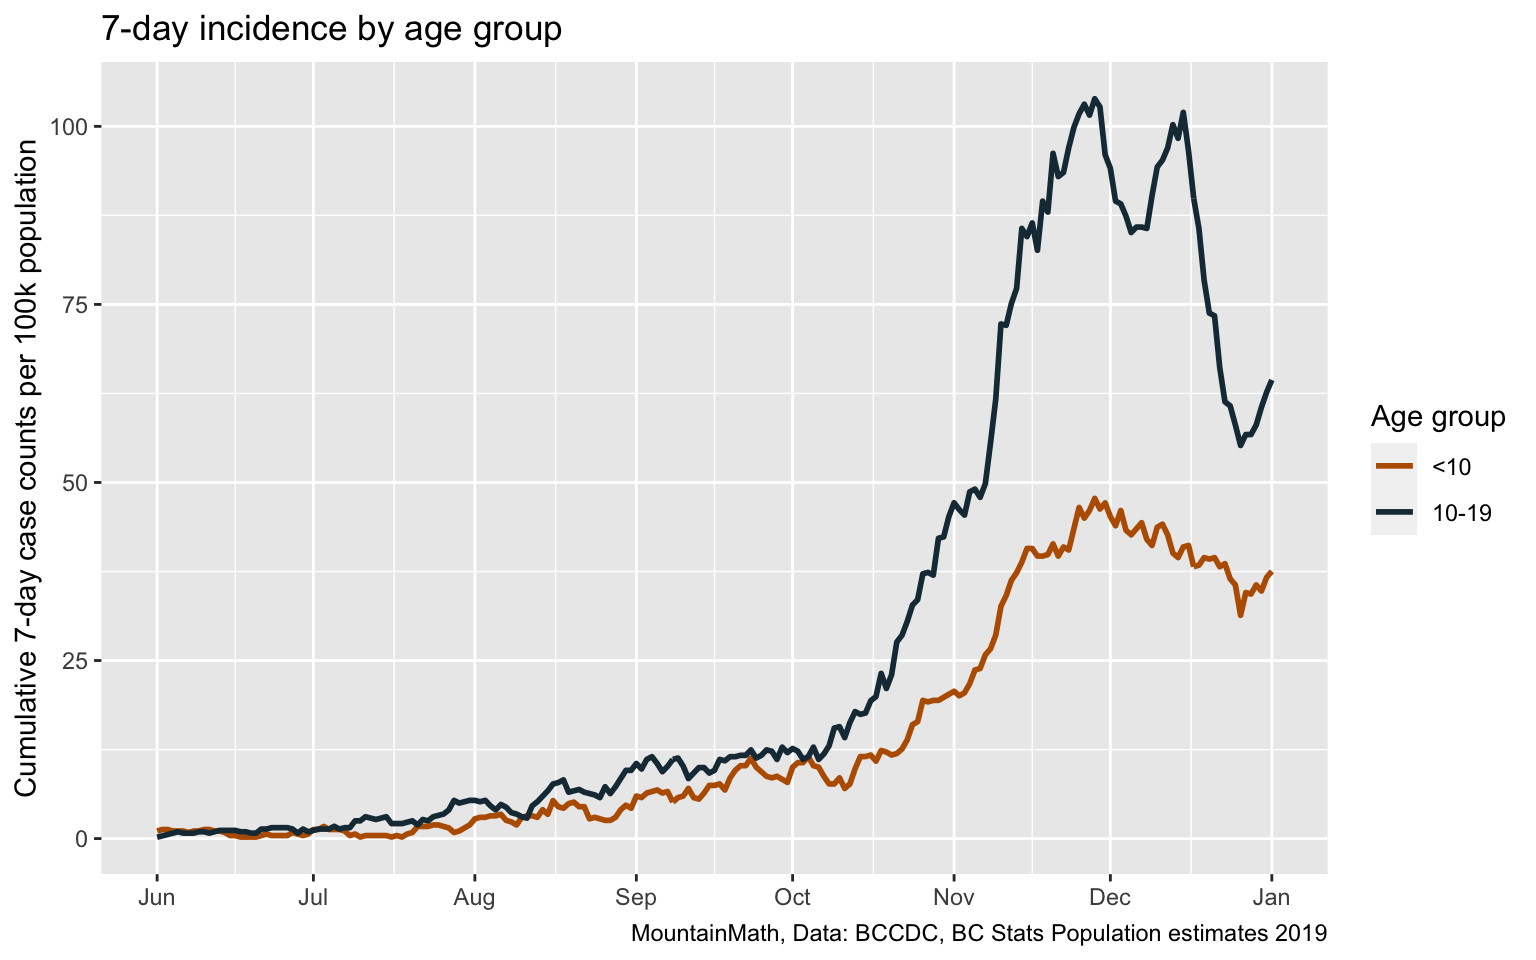 7-day incidence by age group
Cumulative 7-day case counts per 100k population
100
75
50
25
0
Jun Jul Aug Sep Oct Nov Dec Jan
Age group
<10
10-19
MountainMath, Data: BCCDC, BC Stats Population estimates 2019